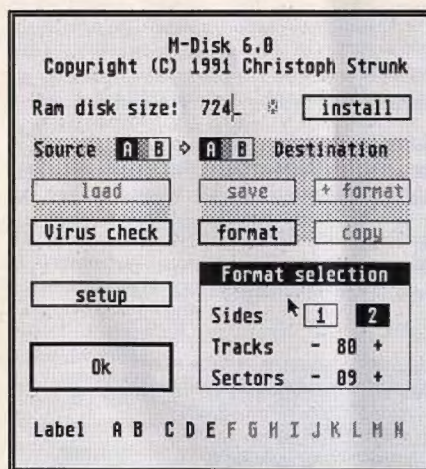 M-Disk 6.0
Copyright (C) 1991 Christoph Strunk
Ram disk size: 724_ install
Source A B ⇨ A B Destination
load save + format
Virus check format copy
Format selection
setup
Sides 1 2
Tracks - 80 +
Ok
Sectors - 09 +
Label A B C D E F G H I J K L M N